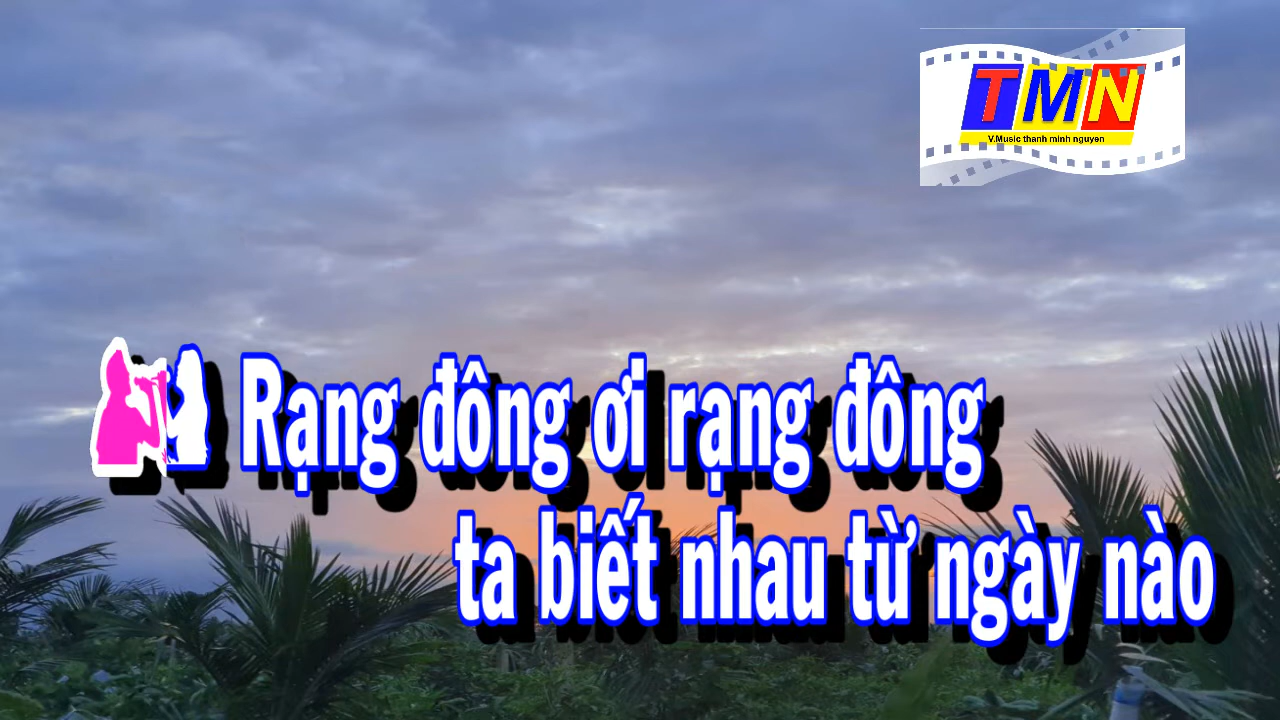 TMN
V.Music thanh minh nguyen
Rạng đông ơi rạng đông
ta biết nhau từ ngày nào